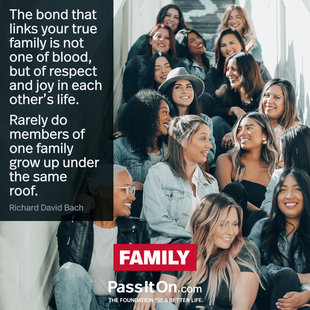 The bond that
links your true
family is not
one of blood,
but of respect
and joy in each
other's life.
Rarely do
members of
one family
grow up under
the same
roof.
Richard David Bach
FAMILY
PassItOn.com
THE FOUNDATION FOR A BETTER LIFE.